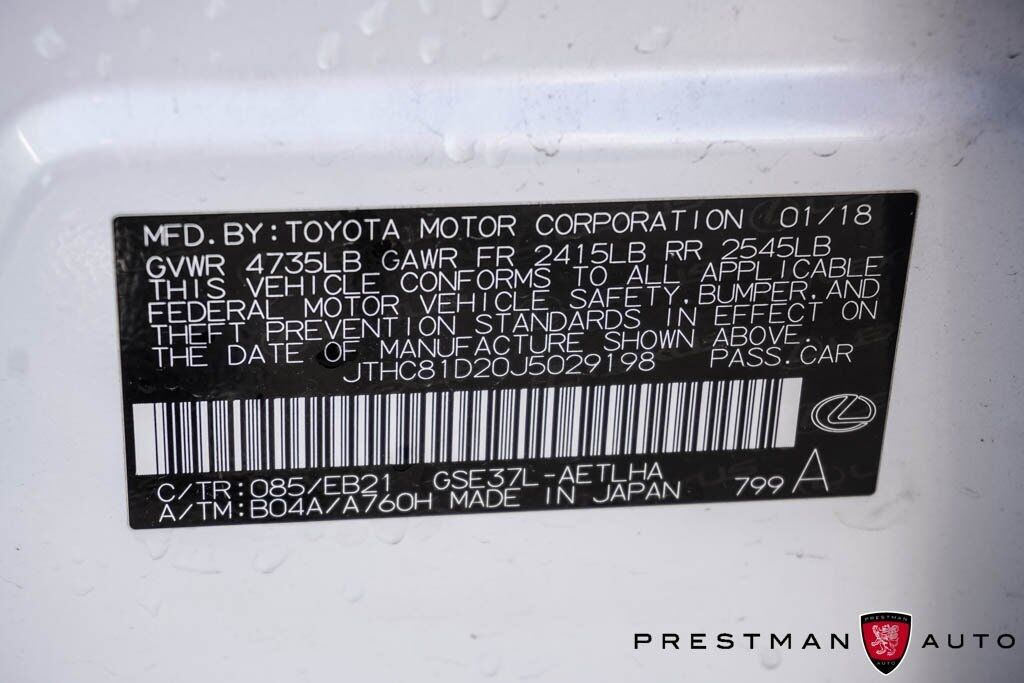 MFD. BY: TOYOTA MOTOR CORPORATION 01/18
GVWR 4735LB GAWR FR 2415LB RR 2545LB
THIS VEHICLE CONFORMS TO ALL APPLICABLE
FEDERAL MOTOR VEHICLE SAFETY, BUMPER, AND
THEFT PREVENTION STANDARDS IN EFFECT ON
THE DATE OF MANUFACTURE SHOWN ABOVE.
JTHC81D20J5029198 PASS.CAR
C/TR: 085/EB21 GSE37L-AETLHA
A/TM: B04A/A760H MADE IN JAPAN 799 A
PRESTMAN AUTO
PRESTMAN
AUTO